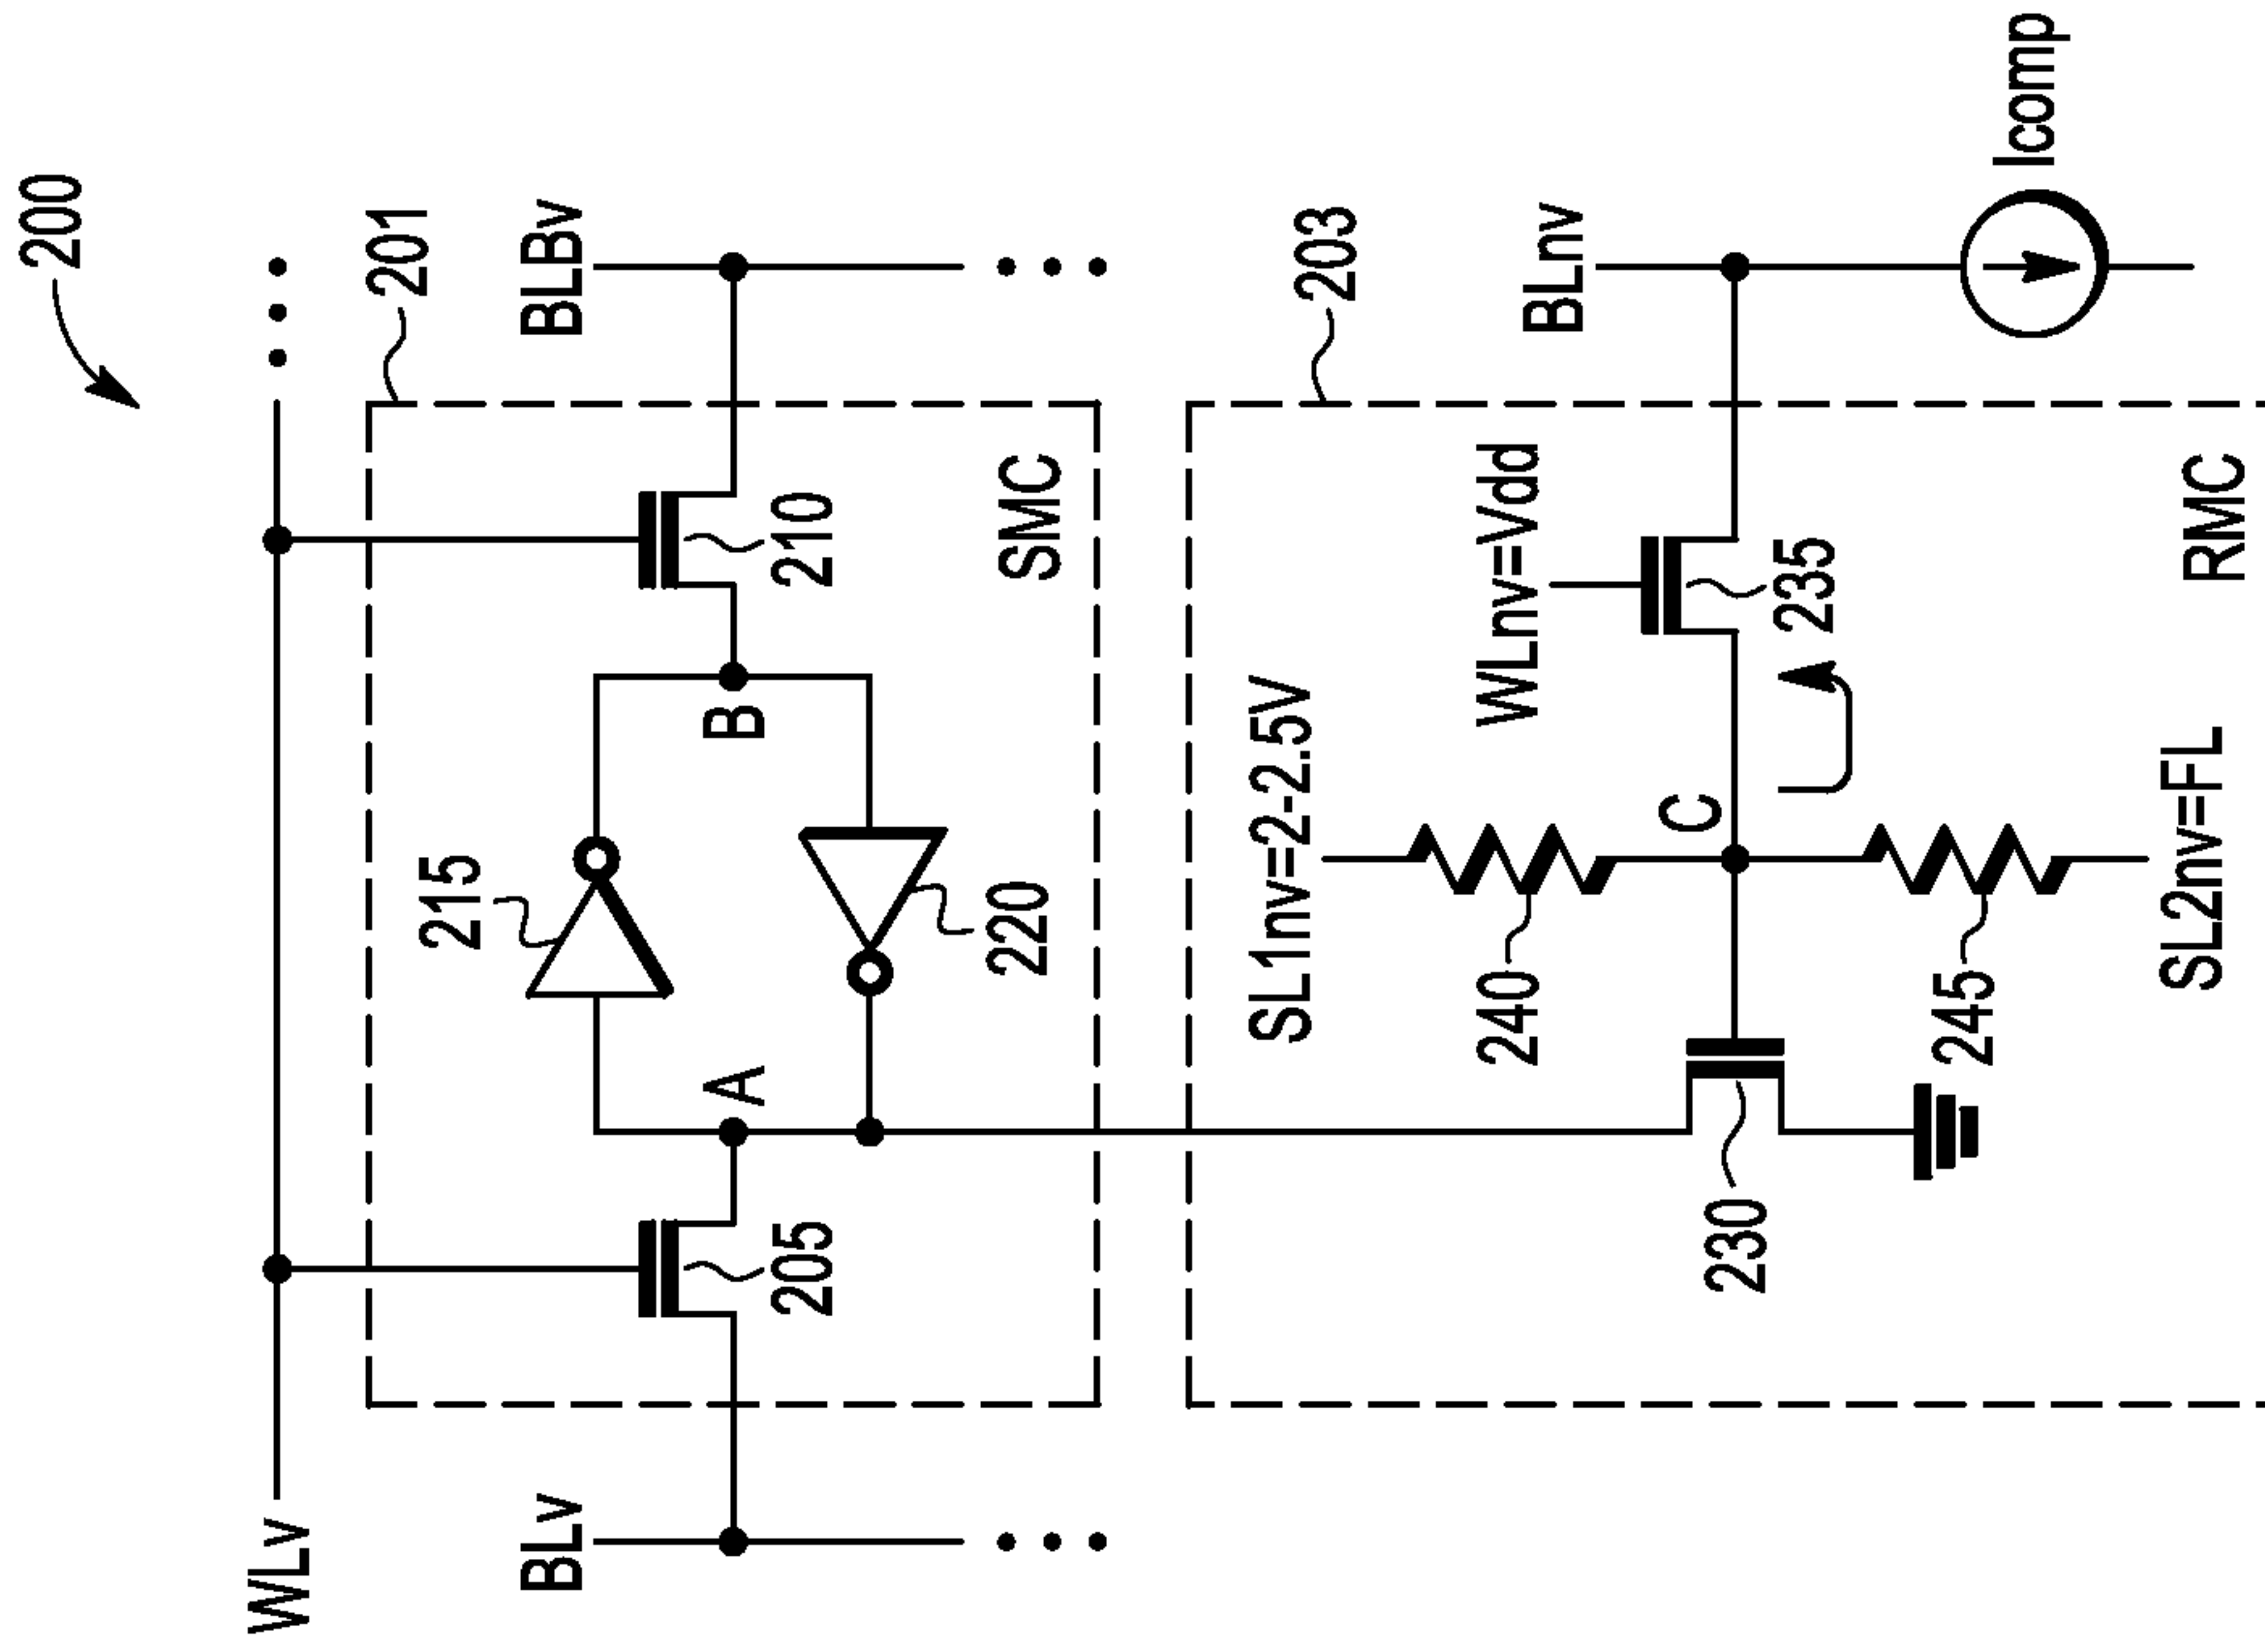 200
WLv
201
BLv
BLBv
215
A
B
205
210
220
SMC
203
SL1nv=2-2.5V
WLnv=Vdd
BLnv
240
C
230
235
245
Icomp
SL2nv=FL
RMC